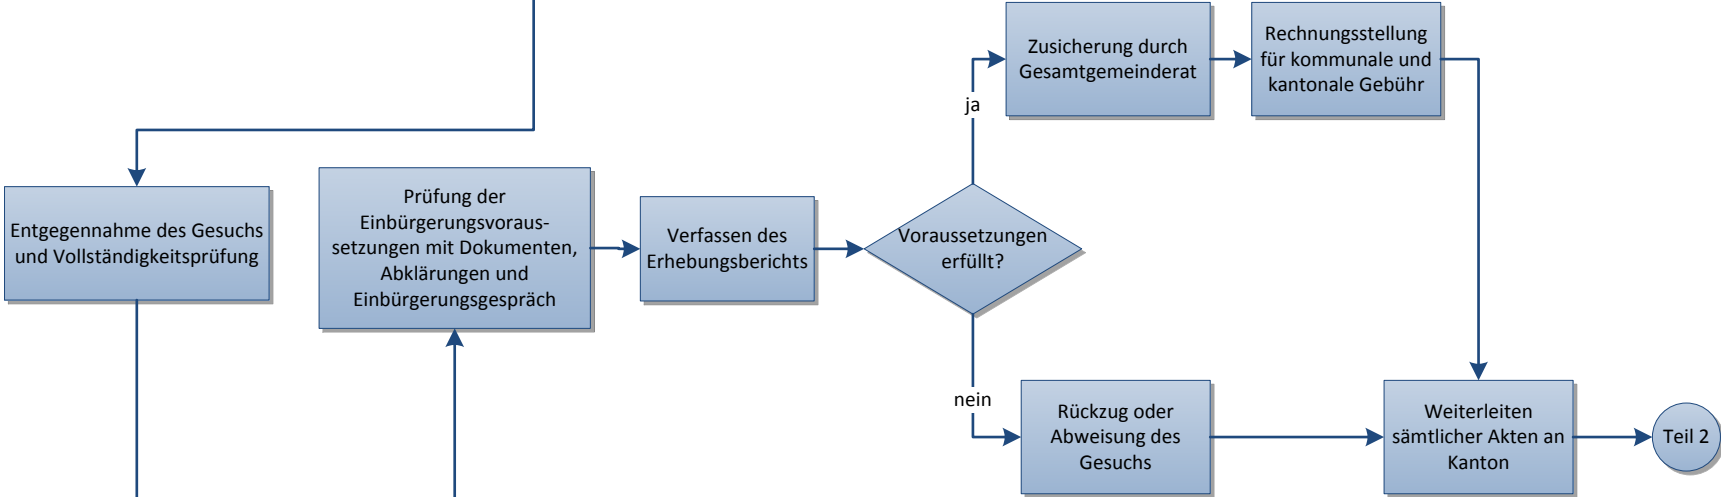 Entgegennahme des Gesuchs
und Vollständigkeitsprüfung
Prüfung der
Einbürgerungsvoraus-
setzungen mit Dokumenten,
Abklärungen und
Einbürgerungsgespräch
Verfassen des
Erhebungsberichts
Voraussetzungen
erfüllt?
ja
Zusicherung durch
Gesamtgemeinderat
Rechnungsstellung
für kommunale und
kantonale Gebühr
nein
Rückzug oder
Abweisung des
Gesuchs
Weiterleiten
sämtlicher Akten an
Kanton
Teil 2